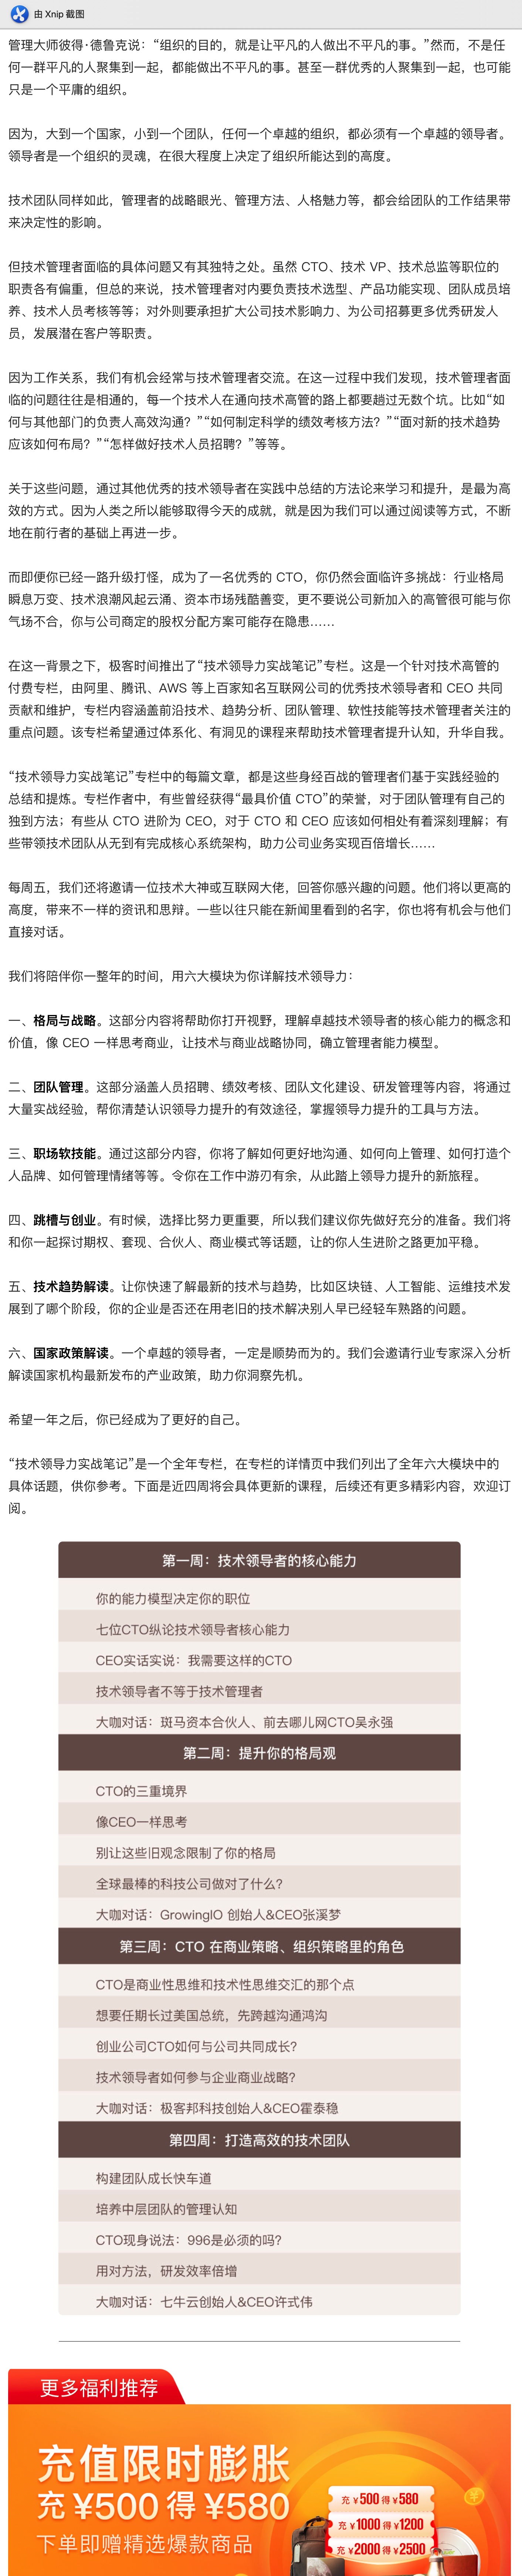 由 Xnip 截图
管理大师彼得·德鲁克说：“组织的目的，就是让平凡的人做出不平凡的事。”然而，不是任
何一群平凡的人聚集到一起，都能做出不平凡的事。甚至一群优秀的人聚集到一起，也可能
只是一个平庸的组织。
因为，大到一个国家，小到一个团队，任何一个卓越的组织，都必须有一个卓越的领导者。
领导者是一个组织的灵魂，在很大程度上决定了组织所能达到的高度。
技术团队同样如此，管理者的战略眼光、管理方法、人格魅力等，都会给团队的工作结果带
来决定性的影响。
但技术管理者面临的具体问题又有其独特之处。虽然 CTO、技术 VP、技术总监等职位的
职责各有偏重，但总的来说，技术管理者对内要负责技术选型、产品功能实现、团队成员培
养、技术人员考核等等；对外则要承担扩大公司技术影响力、为公司招募更多优秀研发人
员，发展潜在客户等职责。
因为工作关系，我们有机会经常与技术管理者交流。在这一过程中我们发现，技术管理者面
临的问题往往是相通的，每一个技术人在通向技术高管的路上都要趟过无数个坑。比如“如
何与其他部门的负责人高效沟通？”“如何制定科学的绩效考核方法？”“面对新的技术趋势
应该如何布局？”“怎样做好技术人员招聘？”等等。
关于这些问题，通过其他优秀的技术领导者在实践中总结的方法论来学习和提升，是最为高
效的方式。因为人类之所以能够取得今天的成就，就是因为我们可以通过阅读等方式，不断
地在前行者的基础上再进一步。
而即便你已经一路升级打怪，成为了一名优秀的 CTO，你仍然会面临许多挑战：行业格局
瞬息万变、技术浪潮风起云涌、资本市场残酷善变，更不要说公司新加入的高管很可能与你
气场不合，你与公司商定的股权分配方案可能存在隐患……
在这一背景之下，极客时间推出了“技术领导力实战笔记”专栏。这是一个针对技术高管的
付费专栏，由阿里、腾讯、AWS 等上百家知名互联网公司的优秀技术领导者和 CEO 共同
贡献和维护，专栏内容涵盖前沿技术、趋势分析、团队管理、软性技能等技术管理者关注的
重点问题。该专栏希望通过体系化、有洞见的课程来帮助技术管理者提升认知，升华自我。
“技术领导力实战笔记”专栏中的每篇文章，都是这些身经百战的管理者们基于实践经验的
总结和提炼。专栏作者中，有些曾经获得“最具价值 CTO”的荣誉，对于团队管理有自己的
独到方法；有些从 CTO 进阶为 CEO，对于 CTO 和 CEO 应该如何相处有着深刻理解；有
些带领技术团队从无到有完成核心系统架构，助力公司业务实现百倍增长……
每周五，我们还将邀请一位技术大神或互联网大佬，回答你感兴趣的问题。他们将以更高的
高度，带来不一样的资讯和思辩。一些以往只能在新闻里看到的名字，你也将有机会与他们
直接对话。
我们将陪伴你一整年的时间，用六大模块为你详解技术领导力：
一、格局与战略。这部分内容将帮助你打开视野，理解卓越技术领导者的核心能力的概念和
价值，像 CEO 一样思考商业，让技术与商业战略协同，确立管理者能力模型。
二、团队管理。这部分涵盖人员招聘、绩效考核、团队文化建设、研发管理等内容，将通过
大量实战经验，帮你清楚认识领导力提升的有效途径，掌握领导力提升的工具与方法。
三、职场软技能。通过这部分内容，你将了解如何更好地沟通、如何向上管理、如何打造个
人品牌、如何管理情绪等等。令你在工作中游刃有余，从此踏上领导力提升的新旅程。
四、跳槽与创业。有时候，选择比努力更重要，所以我们建议你先做好充分的准备。我们将
和你一起探讨期权、套现、合伙人、商业模式等话题，让的你人生进阶之路更加平稳。
五、技术趋势解读。让你快速了解最新的技术与趋势，比如区块链、人工智能、运维技术发
展到了哪个阶段，你的企业是否还在用老旧的技术解决别人早已经轻车熟路的问题。
六、国家政策解读。一个卓越的领导者，一定是顺势而为的。我们会邀请行业专家深入分析
解读国家机构最新发布的产业政策，助力你洞察先机。
希望一年之后，你已经成为了更好的自己。
“技术领导力实战笔记”是一个全年专栏，在专栏的详情页中我们列出了全年六大模块中的
具体话题，供你参考。下面是近四周将会具体更新的课程，后续还有更多精彩内容，欢迎订
阅。
第一周：技术领导者的核心能力
你的能力模型决定你的职位
七位CTO纵论技术领导者核心能力
CEO实话实说：我需要这样的CTO
技术领导者不等于技术管理者
大咖对话：斑马资本合伙人、前去哪儿网CTO吴永强
第二周：提升你的格局观
CTO的三重境界
像CEO一样思考
别让这些旧观念限制了你的格局
全球最棒的科技公司做对了什么？
大咖对话：GrowingIO 创始人&CEO张溪梦
第三周：CTO 在商业策略、组织策略里的角色
CTO是商业性思维和技术性思维交汇的那个点
想要任期长过美国总统，先跨越沟通鸿沟
创业公司CTO如何与公司共同成长？
技术领导者如何参与企业商业战略？
大咖对话：极客邦科技创始人&CEO霍泰稳
第四周：打造高效的技术团队
构建团队成长快车道
培养中层团队的管理认知
CTO现身说法：996是必须的吗？
用对方法，研发效率倍增
大咖对话：七牛云创始人&CEO许式伟
更多福利推荐
充值限时膨胀
充 ¥500 得 ¥580
下单即赠精选爆款商品
充 ¥500 得 ¥580
充 ¥1000 得 ¥1200
充 ¥2000 得 ¥2500